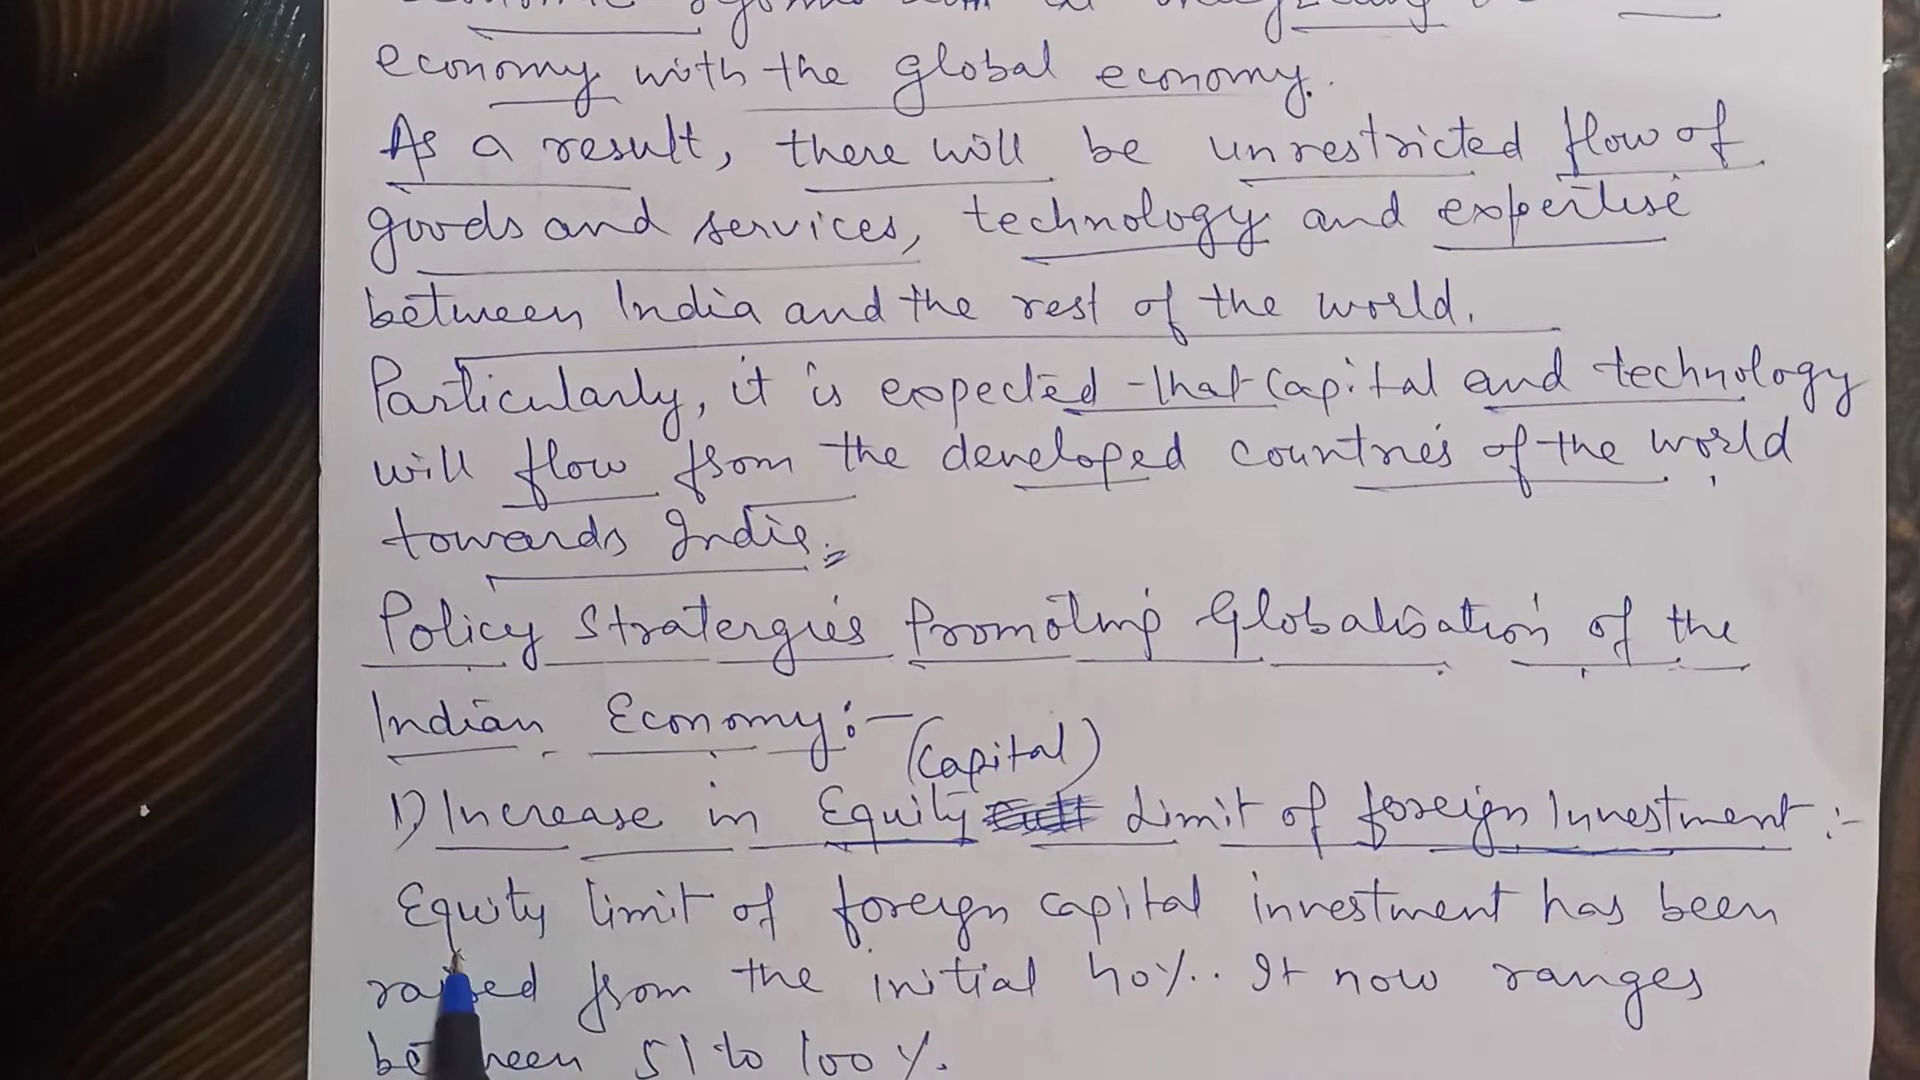 economy with the global economy.
As a result, there will be unrestricted flow of
goods and services, technology and expertise
between India and the rest of the world.
Particularly, it is expected that capital and technology
will flow from the developed countries of the world
towards India.
Policy Stratergies Promoting Globalisation of the
Indian Economy:-
(Capital)
1) Increase in Equity Limit of foreign Investment :-
Equity limit of foreign capital investment has been
raised from the initial 40%. It now ranges
between 51 to 100%.